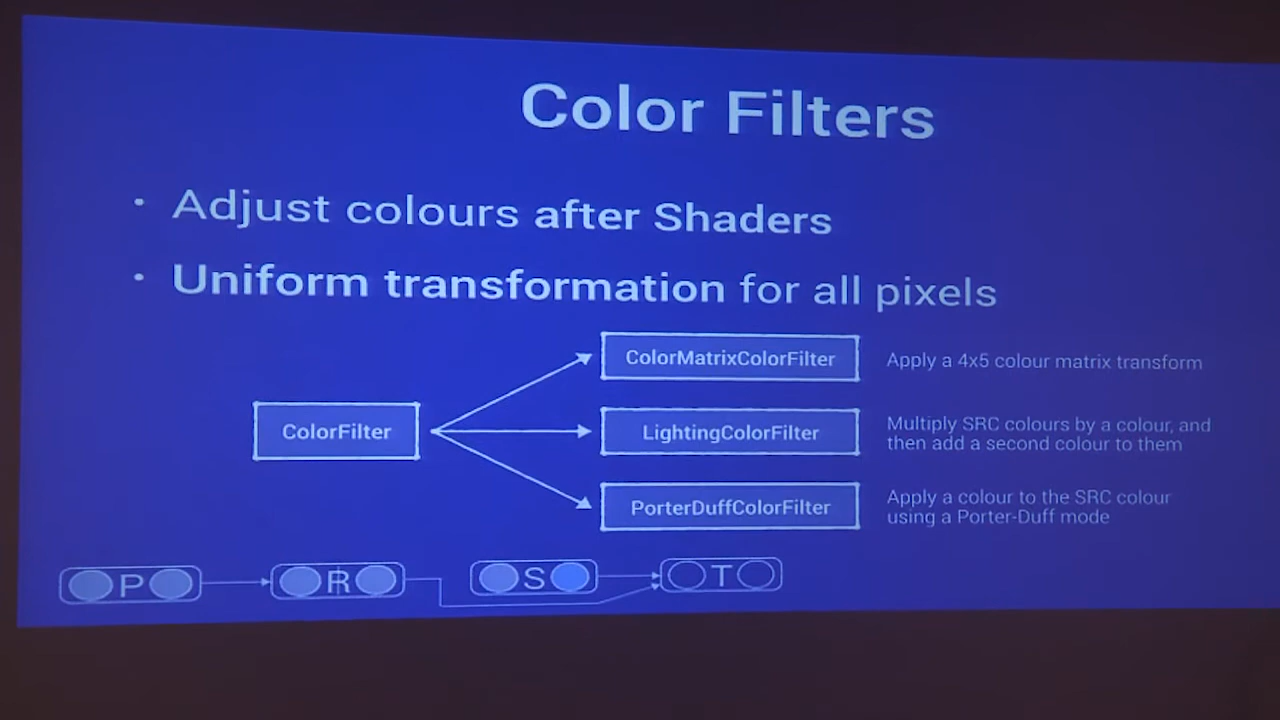 Color Filters
• Adjust colours after Shaders
• Uniform transformation for all pixels
ColorFilter
ColorMatrixColorFilter
Apply a 4x5 colour matrix transform
LightingColorFilter
Multiply SRC colours by a colour, and
then add a second colour to them
PorterDuffColorFilter
Apply a colour to the SRC colour
using a Porter-Duff mode
P
R
S
T